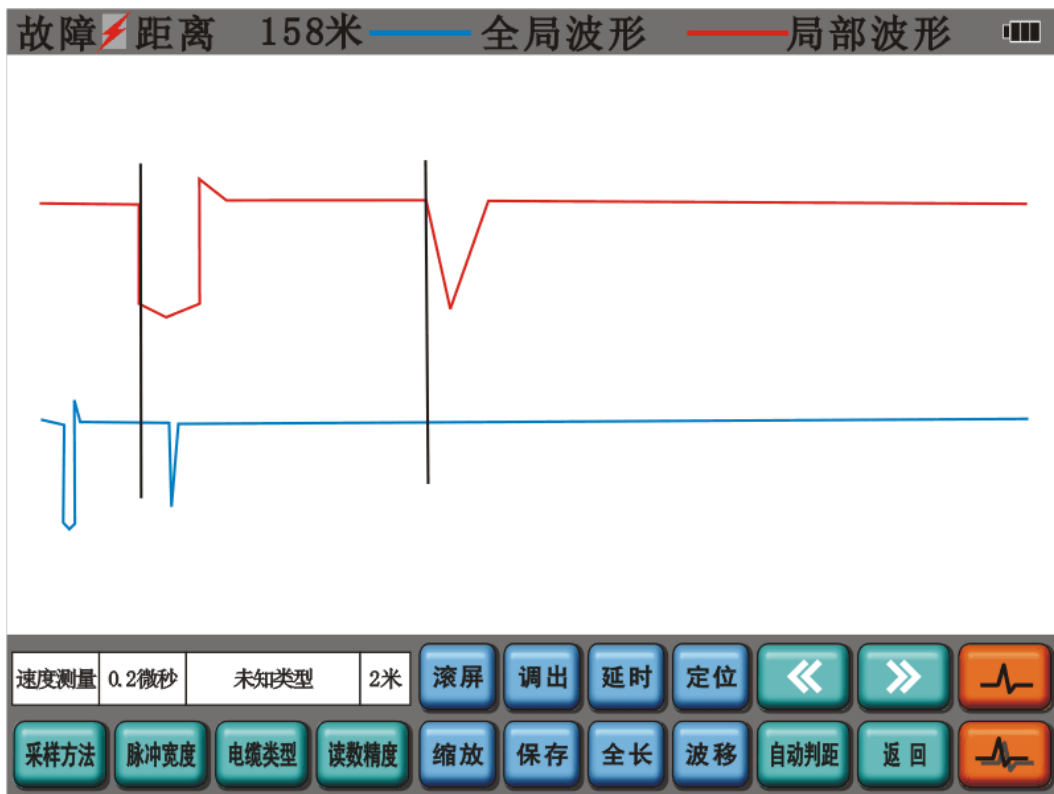 故障 距离 158米 全局波形 局部波形
速度测量 0.2微秒 未知类型 2米 滚屏 调出 延时 定位
采样方法 脉冲宽度 电缆类型 读数精度 缩放 保存 全长 波移 自动判距 返回